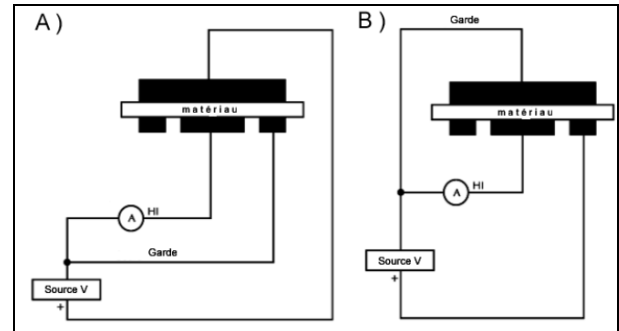 A )
matériau
A HI
Garde
Source V
+
B )
Garde
matériau
A HI
Source V
+